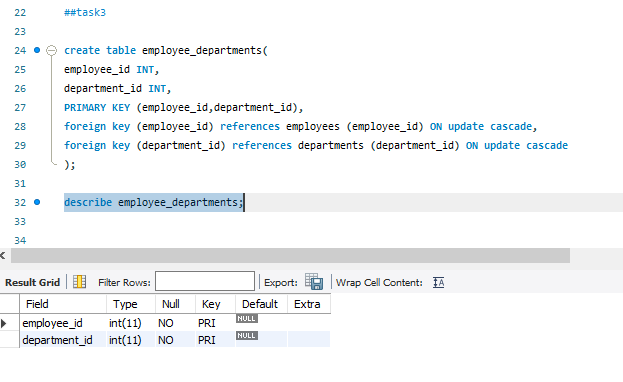 22 ##task3
23
24 create table employee_departments(
25 employee_id INT,
26 department_id INT,
27 PRIMARY KEY (employee_id,department_id),
28 foreign key (employee_id) references employees (employee_id) ON update cascade,
29 foreign key (department_id) references departments (department_id) ON update cascade
30 );
31
32 describe employee_departments;
33
34
Result Grid Filter Rows: Export: Wrap Cell Content: IA
Field Type Null Key Default Extra
employee_id int(11) NO PRI NULL
department_id int(11) NO PRI NULL